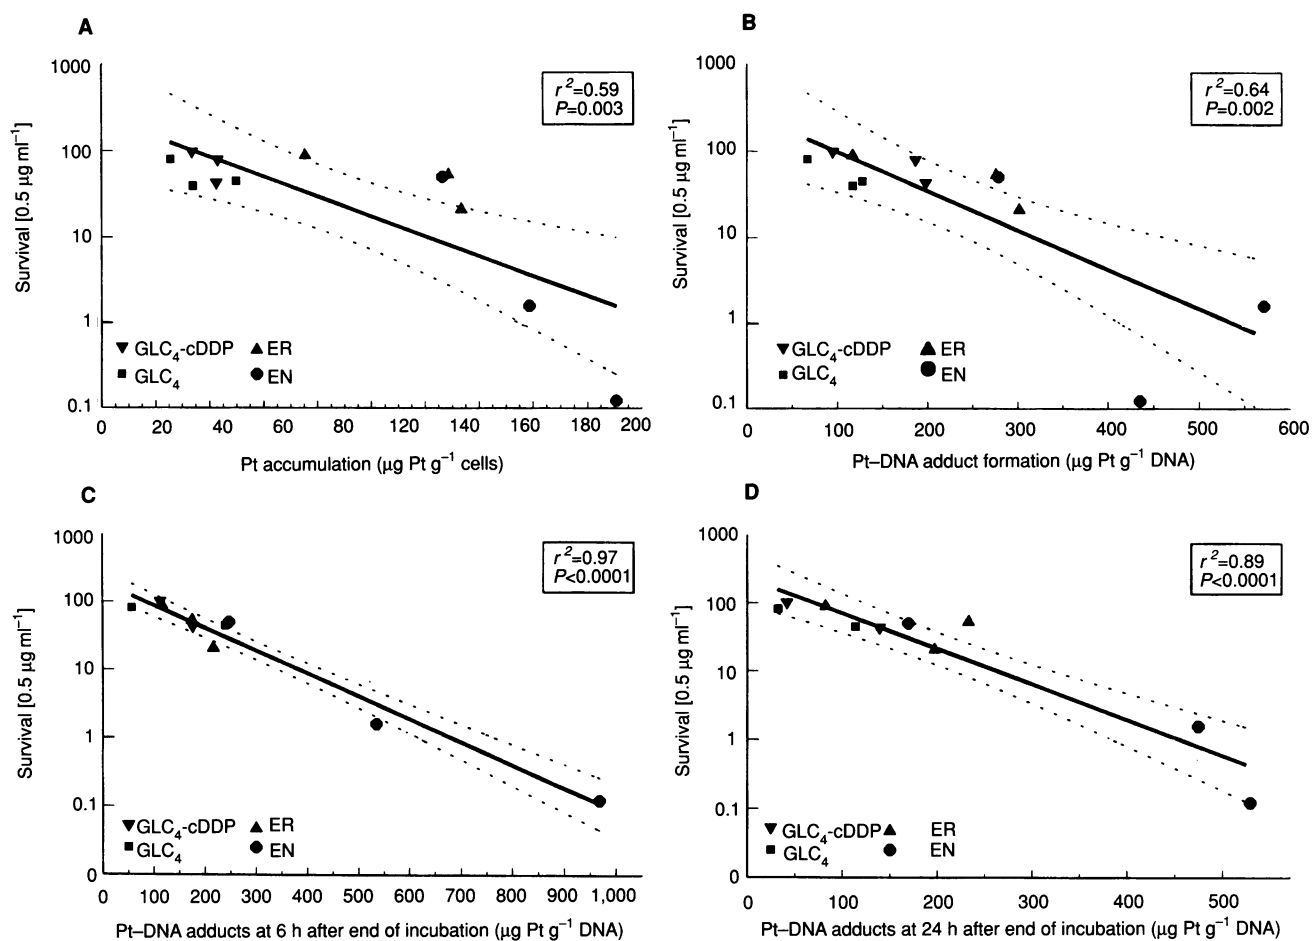 A
Survival [0.5 μg ml⁻¹]
1000
100
10
1
0.1
r²=0.59
P=0.003
GLC₄-cDDP ER
GLC₄ EN
0 20 60 0 80 120 140 160 180 200
Pt accumulation (μg Pt g⁻¹ cells)
B
Survival [0.5 μg ml⁻¹]
1000
100
10
1
0.1
r²=0.64
P=0.002
GLC₄-cDDP ER
GLC₄ EN
0 100 200 300 400 500 600
Pt–DNA adduct formation (μg Pt g⁻¹ DNA)
C
Survival [0.5 μg ml⁻¹]
1000
100
10
1
0.1
0
r²=0.97
P<0.0001
GLC₄-cDDP ER
GLC₄ EN
0 100 200 300 400 500 600 700 800 900 1,000
Pt–DNA adducts at 6 h after end of incubation (μg Pt g⁻¹ DNA)
D
Survival [0.5 μg ml⁻¹]
1000
100
10
1
0.1
0
r²=0.89
P<0.0001
GLC₄-cDDP ER
GLC₄ EN
0 100 200 300 400 500
Pt–DNA adducts at 24 h after end of incubation (μg Pt g⁻¹ DNA)